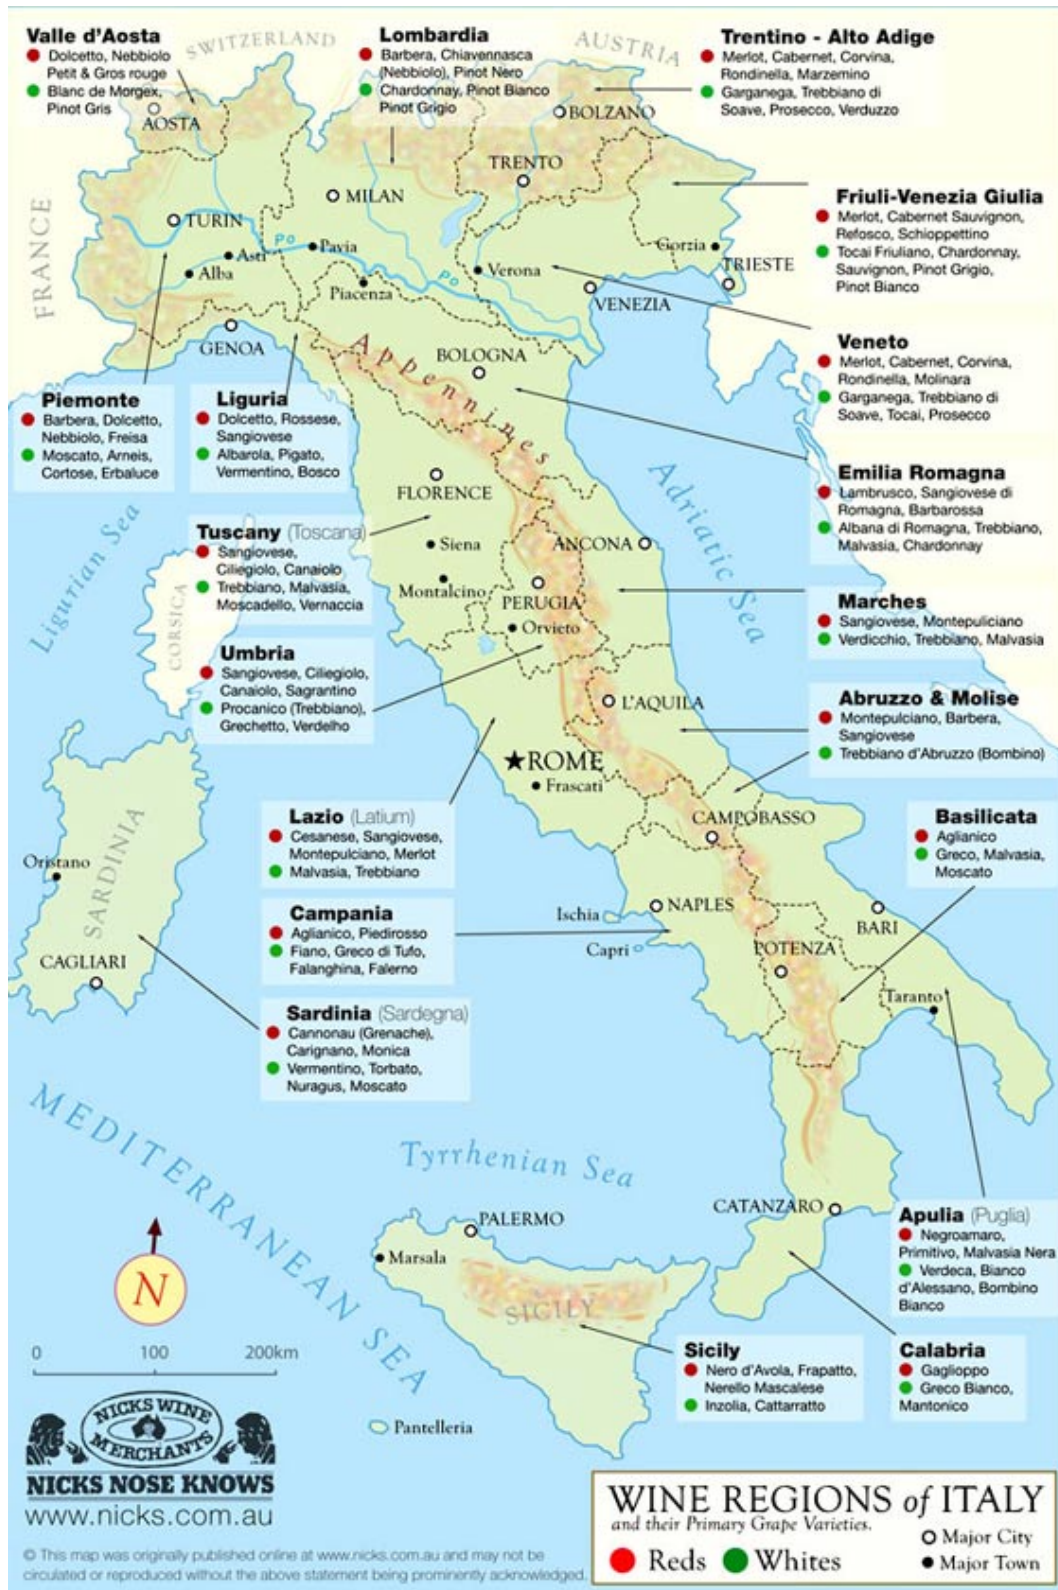 SWITZERLAND
AUSTRIA
FRANCE
Valle d'Aosta
Dolcetto, Nebbiolo
Petit & Gros rouge
Blanc de Morgex,
Pinot Gris
Lombardia
Barbera, Chiavennasca
(Nebbiolo), Pinot Nero
Chardonnay, Pinot Bianco
Pinot Grigio
Trentino - Alto Adige
Merlot, Cabernet, Corvina,
Rondinella, Marzemino
Garganega, Trebbiano di
Soave, Prosecco, Verduzzo
AOSTA
BOLZANO
TRENTO
MILAN
TURIN
Po
Pavia
Asti
Alba
Po
Piacenza
Verona
Gorzia
TRIESTE
VENEZIA
GENOA
BOLOGNA
Appennines
Friuli-Venezia Giulia
Merlot, Cabernet Sauvignon,
Refosco, Schioppettino
Tocai Friuliano, Chardonnay,
Sauvignon, Pinot Grigio,
Pinot Bianco
Veneto
Merlot, Cabernet, Corvina,
Rondinella, Molinara
Garganega, Trebbiano di
Soave, Tocai, Prosecco
Piemonte
Barbera, Dolcetto,
Nebbiolo, Freisa
Moscato, Arneis,
Cortose, Erbaluce
Liguria
Dolcetto, Rossese,
Sangiovese
Albarola, Pigato,
Vermentino, Bosco
Emilia Romagna
Lambrusco, Sangiovese di
Romagna, Barbarossa
Albana di Romagna, Trebbiano,
Malvasia, Chardonnay
FLORENCE
Siena
Montalcino
ANCONA
PERUGIA
Orvieto
Adriatic Sea
Ligurian Sea
CORSICA
Tuscany (Toscana)
Sangiovese,
Ciliegiolo, Canaiolo
Trebbiano, Malvasia,
Moscadello, Vernaccia
Marches
Sangiovese, Montepuliciano
Verdicchio, Trebbiano, Malvasia
Umbria
Sangiovese, Ciliegiolo,
Canaiolo, Sagrantino
Procanico (Trebbiano),
Grechetto, Verdelho
L'AQUILA
Abruzzo & Molise
Montepulciano, Barbera,
Sangiovese
Trebbiano d'Abruzzo (Bombino)
ROME
Frascati
Lazio (Latium)
Cesanese, Sangiovese,
Montepulciano, Merlot
Malvasia, Trebbiano
CAMPOBASSO
Basilicata
Aglianico
Greco, Malvasia,
Moscato
Oristano
SARDINIA
CAGLIARI
Campania
Aglianico, Piedirosso
Fiano, Greco di Tufo,
Falanghina, Falerno
Ischia
NAPLES
Capri
BARI
POTENZA
Taranto
Sardinia (Sardegna)
Cannonau (Grenache),
Carignano, Monica
Vermentino, Torbato,
Nuragus, Moscato
MEDITERRANEAN SEA
Tyrrhenian Sea
CATANZARO
Apulia (Puglia)
Negroamaro,
Primitivo, Malvasia Nera
Verdeca, Bianco
d'Alessano, Bombino
Bianco
PALERMO
Marsala
SICILY
Sicily
Nero d'Avola, Frapatto,
Nerello Mascalese
Inzolia, Cattarratto
Calabria
Gaglioppo
Greco Bianco,
Mantonico
Pantelleria
N
0 100 200km
NICKS WINE
MERCHANTS
NICKS NOSE KNOWS
www.nicks.com.au
WINE REGIONS of ITALY
and their Primary Grape Varieties.
Reds Whites
Major City
Major Town
© This map was originally published online at www.nicks.com.au and may not be
circulated or reproduced without the above statement being prominently acknowledged.